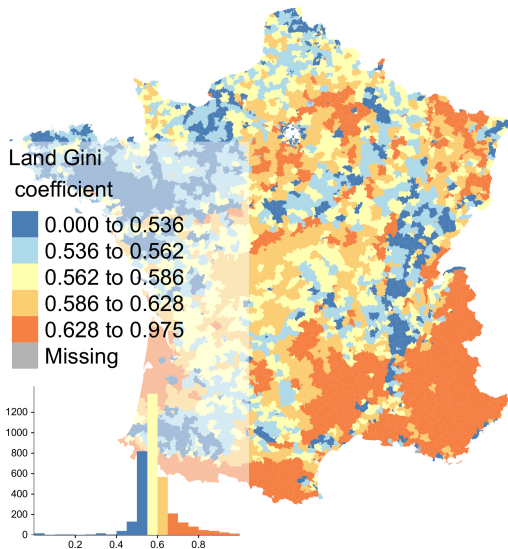 Land Gini
coefficient
0.000 to 0.536
0.536 to 0.562
0.562 to 0.586
0.586 to 0.628
0.628 to 0.975
Missing
1200
1000
800
600
400
200
0
0.2 0.4 0.6 0.8